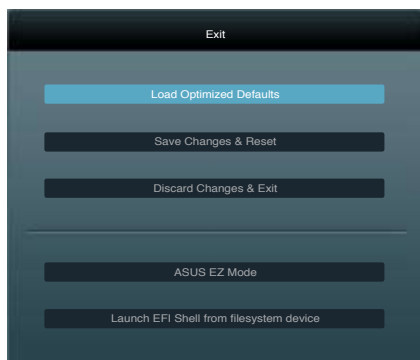 Exit
Load Optimized Defaults
Save Changes & Reset
Discard Changes & Exit
ASUS EZ Mode
Launch EFI Shell from filesystem device